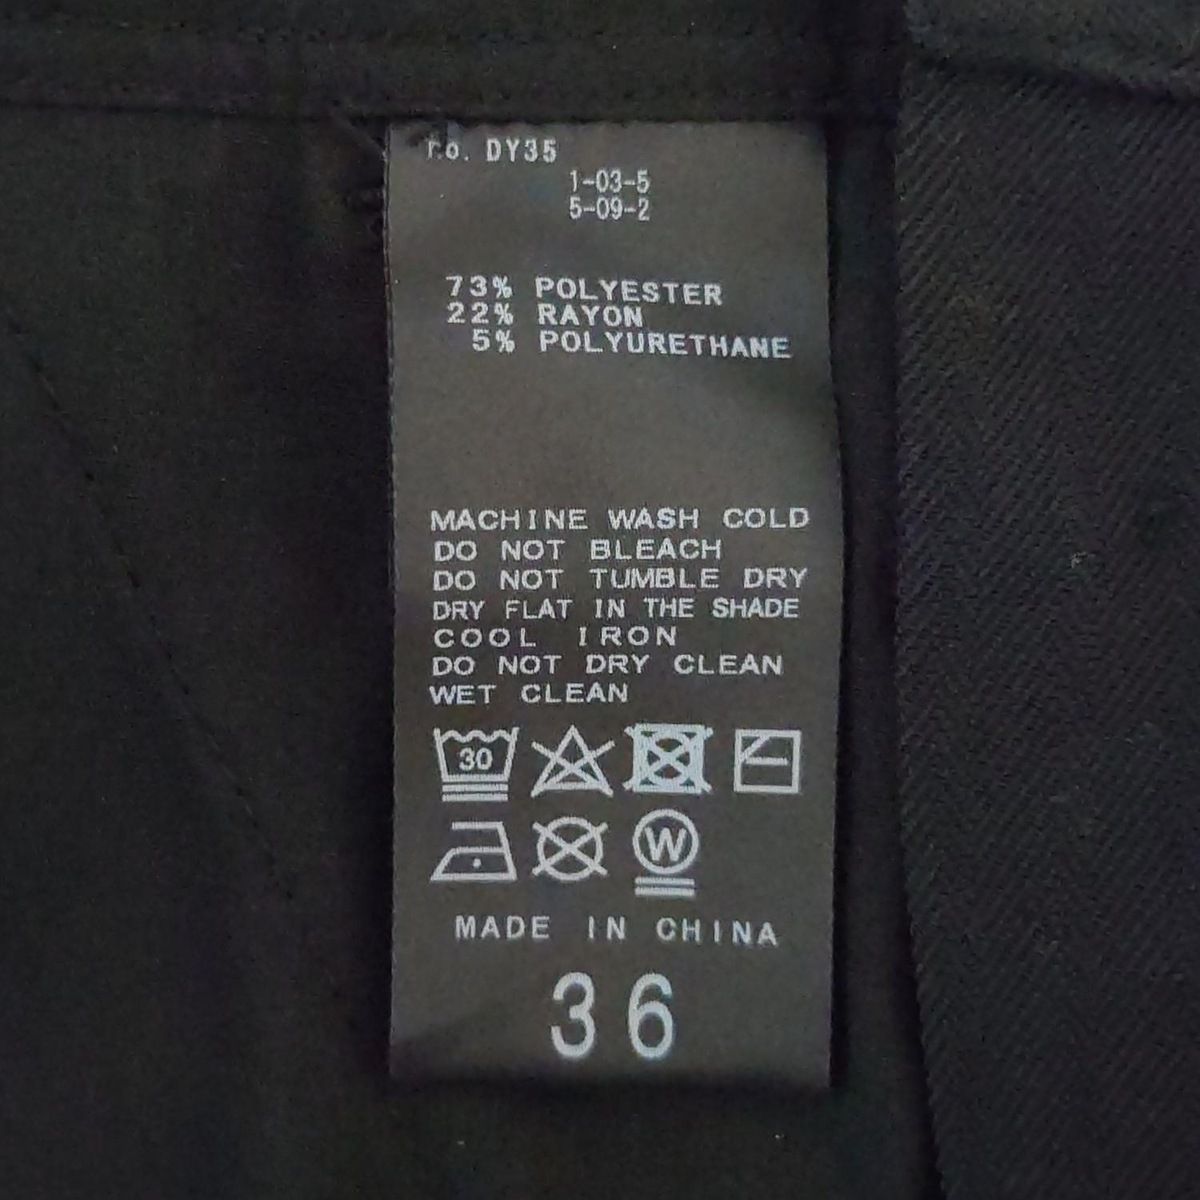 no. DY35
1-03-5
5-09-2
73% POLYESTER
22% RAYON
5% POLYURETHANE
MACHINE WASH COLD
DO NOT BLEACH
DO NOT TUMBLE DRY
DRY FLAT IN THE SHADE
COOL IRON
DO NOT DRY CLEAN
WET CLEAN
30
W
MADE IN CHINA
36